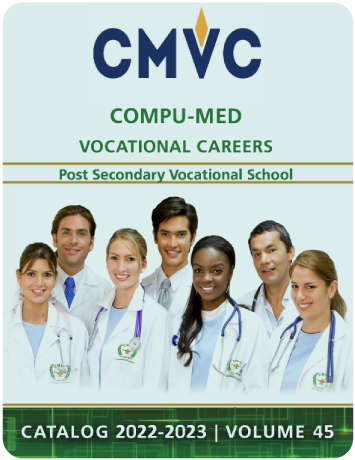 CMVC
COMPU-MED
VOCATIONAL CAREERS
Post Secondary Vocational School
CATALOG 2022-2023 | VOLUME 45